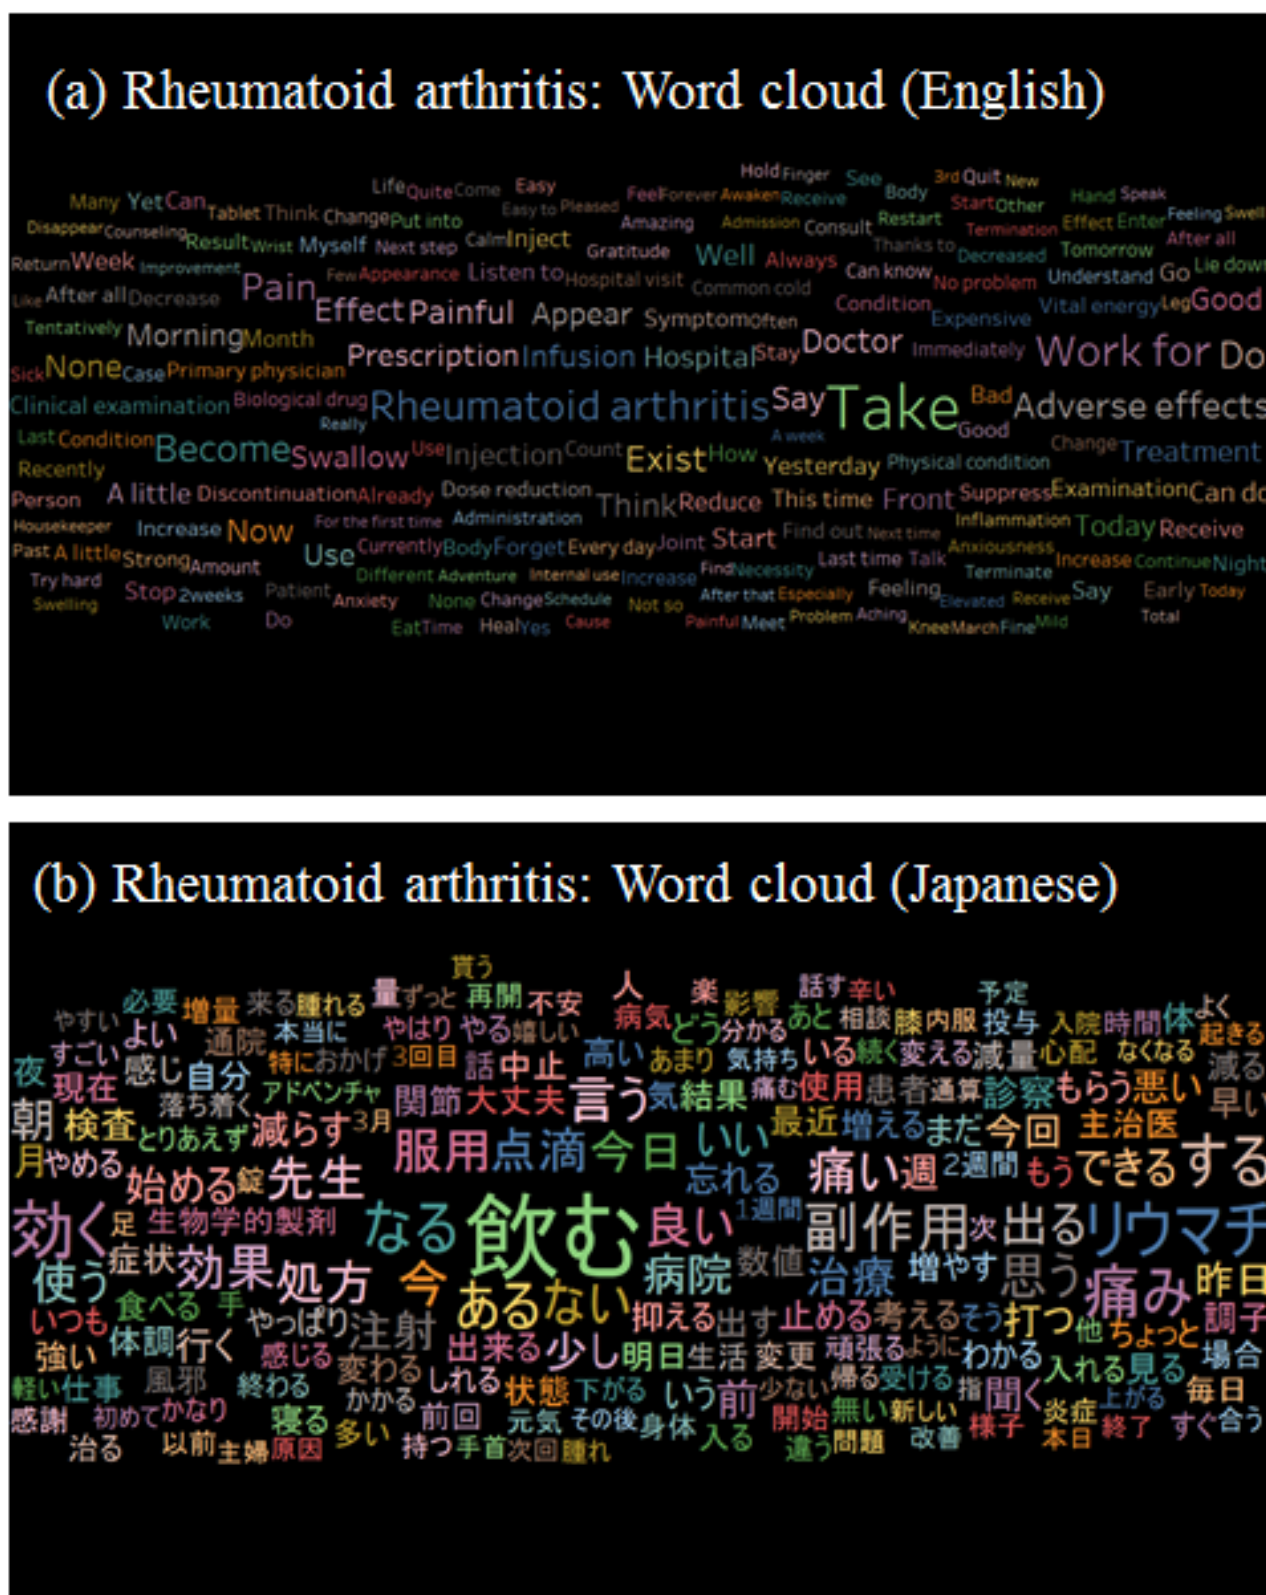 (a) Rheumatoid arthritis: Word cloud (English)
Hold Finger See 3rd Quit New
Life Quite Come Easy Feel Forever Awaken Receive Body Hand Speak
Many Yet Can Tablet Think Change Put into Easy to Pleased Amazing Admission Consult Restart Start Other Termination Effect Enter Feeling Swell
Disappear Counseling Result Wrist Myself Next step Calm Inject Gratitude Well Always Thanks to Decreased Tomorrow After all
Return Week Improvement Pain Few Appearance Listen to Hospital visit Common cold Can know No problem Understand Go Lie down
Like After all Decrease Effect Painful Appear Symptom Often Condition Expensive Vital energy Leg Good
Tentatively Morning Month Prescription Infusion Hospital Stay Doctor Immediately Work for Do
Sick None Case Primary physician
Clinical examination Biological drug Rheumatoid arthritis Say Take Bad Adverse effects
Really Good
Last Condition Become Swallow Use Injection Count Exist How A week Yesterday Physical condition Change Treatment
Recently
Person A little Discontinuation Already Dose reduction Think Reduce This time Front Suppress Examination Can do
Housekeeper Increase Now For the first time Administration Start Find out Next time Inflammation Today Receive
Past A little Strong Amount Use Currently Body Forget Every day Joint Last time Talk Anxiousness Increase Continue Night
Try hard Stop 2weeks Patient Different Adventure Internal use Increase Find Necessity Terminate
Swelling Anxiety None Change Schedule Not so After that Especially Feeling Elevated Receive Say Early Today
Work Do Eat Time Heal Yes Cause Painful Meet Problem Aching Knee March Fine Mild Total
(b) Rheumatoid arthritis: Word cloud (Japanese)
貰う 人 楽 話す 辛い 予定
必要 増量 来る 腫れる 量 ずっと 再開 不安 病気 どう 影響 あと 相談 膝 内服 投与 入院 時間 体 よく
やすい よい 通院 本当に やはり やる 嬉しい 分かる 起きる
夜 すごい 感じ 自分 特に おかげ 3回目 話 中止 高い あまり 気持ち いる 続く 変える 減量 心配 なくなる 減る
現在 落ち着く アドベンチャ 関節 大丈夫 言う 気 結果 痛む 使用 患者 通算 診察 もらう 悪い 早い
朝 検査 とりあえず 減らす 3月 服用 点滴 今日 いい 最近 増える まだ 今回 主治医
月 やめる 始める 錠 先生 忘れる 痛い 週 2週間 もう できる する
効く 足 生物学的製剤 なる 飲む 良い 1週間 副作用 次 出る リウマチ
使う 症状 効果 処方 今 ある ない 病院 数値 治療 増やす 思う 痛み 昨日
いつも 食べる 手 やっぱり 注射 抑える 出す 止める 考える そう 打つ 他 ちょっと 調子
強い 体調 行く 感じる 変わる 出来る 少し 明日 生活 変更 頑張る ように わかる 入れる 見る 場合
軽い 仕事 風邪 終わる かかる しれる 状態 下がる いう 前 少ない 帰る 受ける 指 聞く 上がる 毎日
感謝 初めて かなり 寝る 多い 前回 元気 その後 身体 入る 開始 無い 新しい 様子 炎症 終了 すぐ 合う
治る 以前 主婦 原因 持つ 手首 次回 腫れ 違う 問題 改善 本日